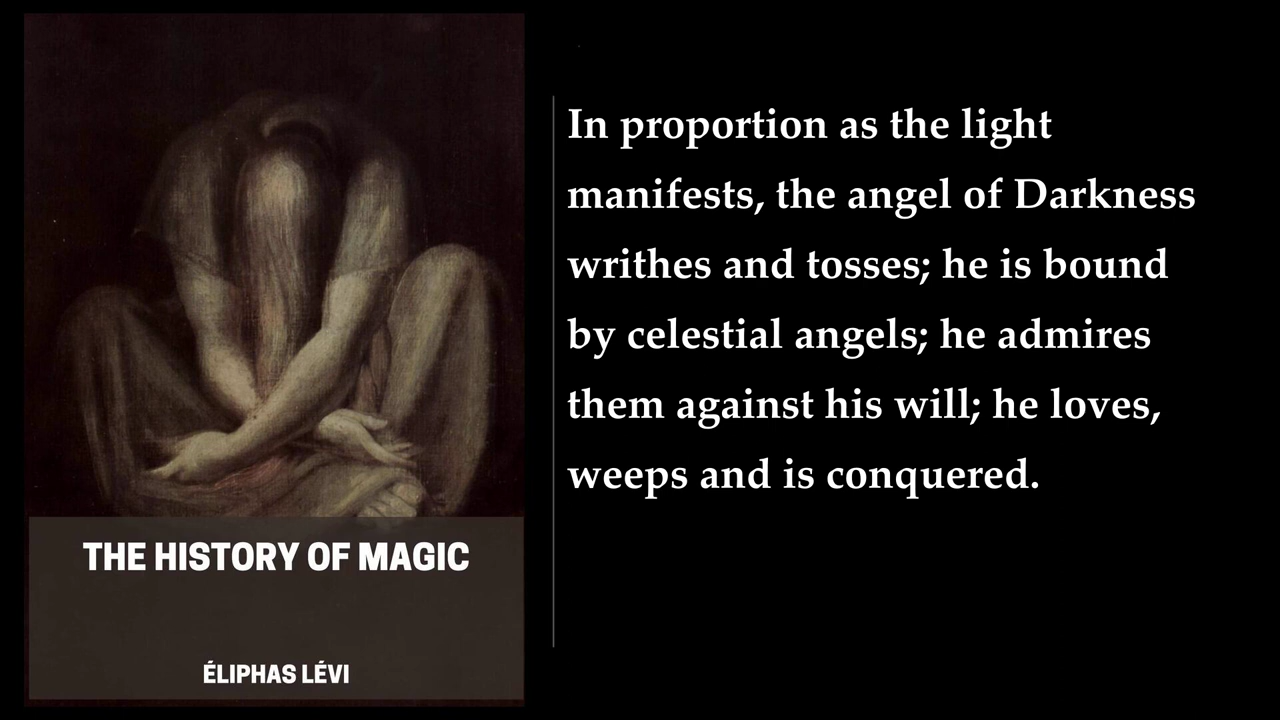 THE HISTORY OF MAGIC
ÉLIPHAS LÉVI
In proportion as the light
manifests, the angel of Darkness
writhes and tosses; he is bound
by celestial angels; he admires
them against his will; he loves,
weeps and is conquered.